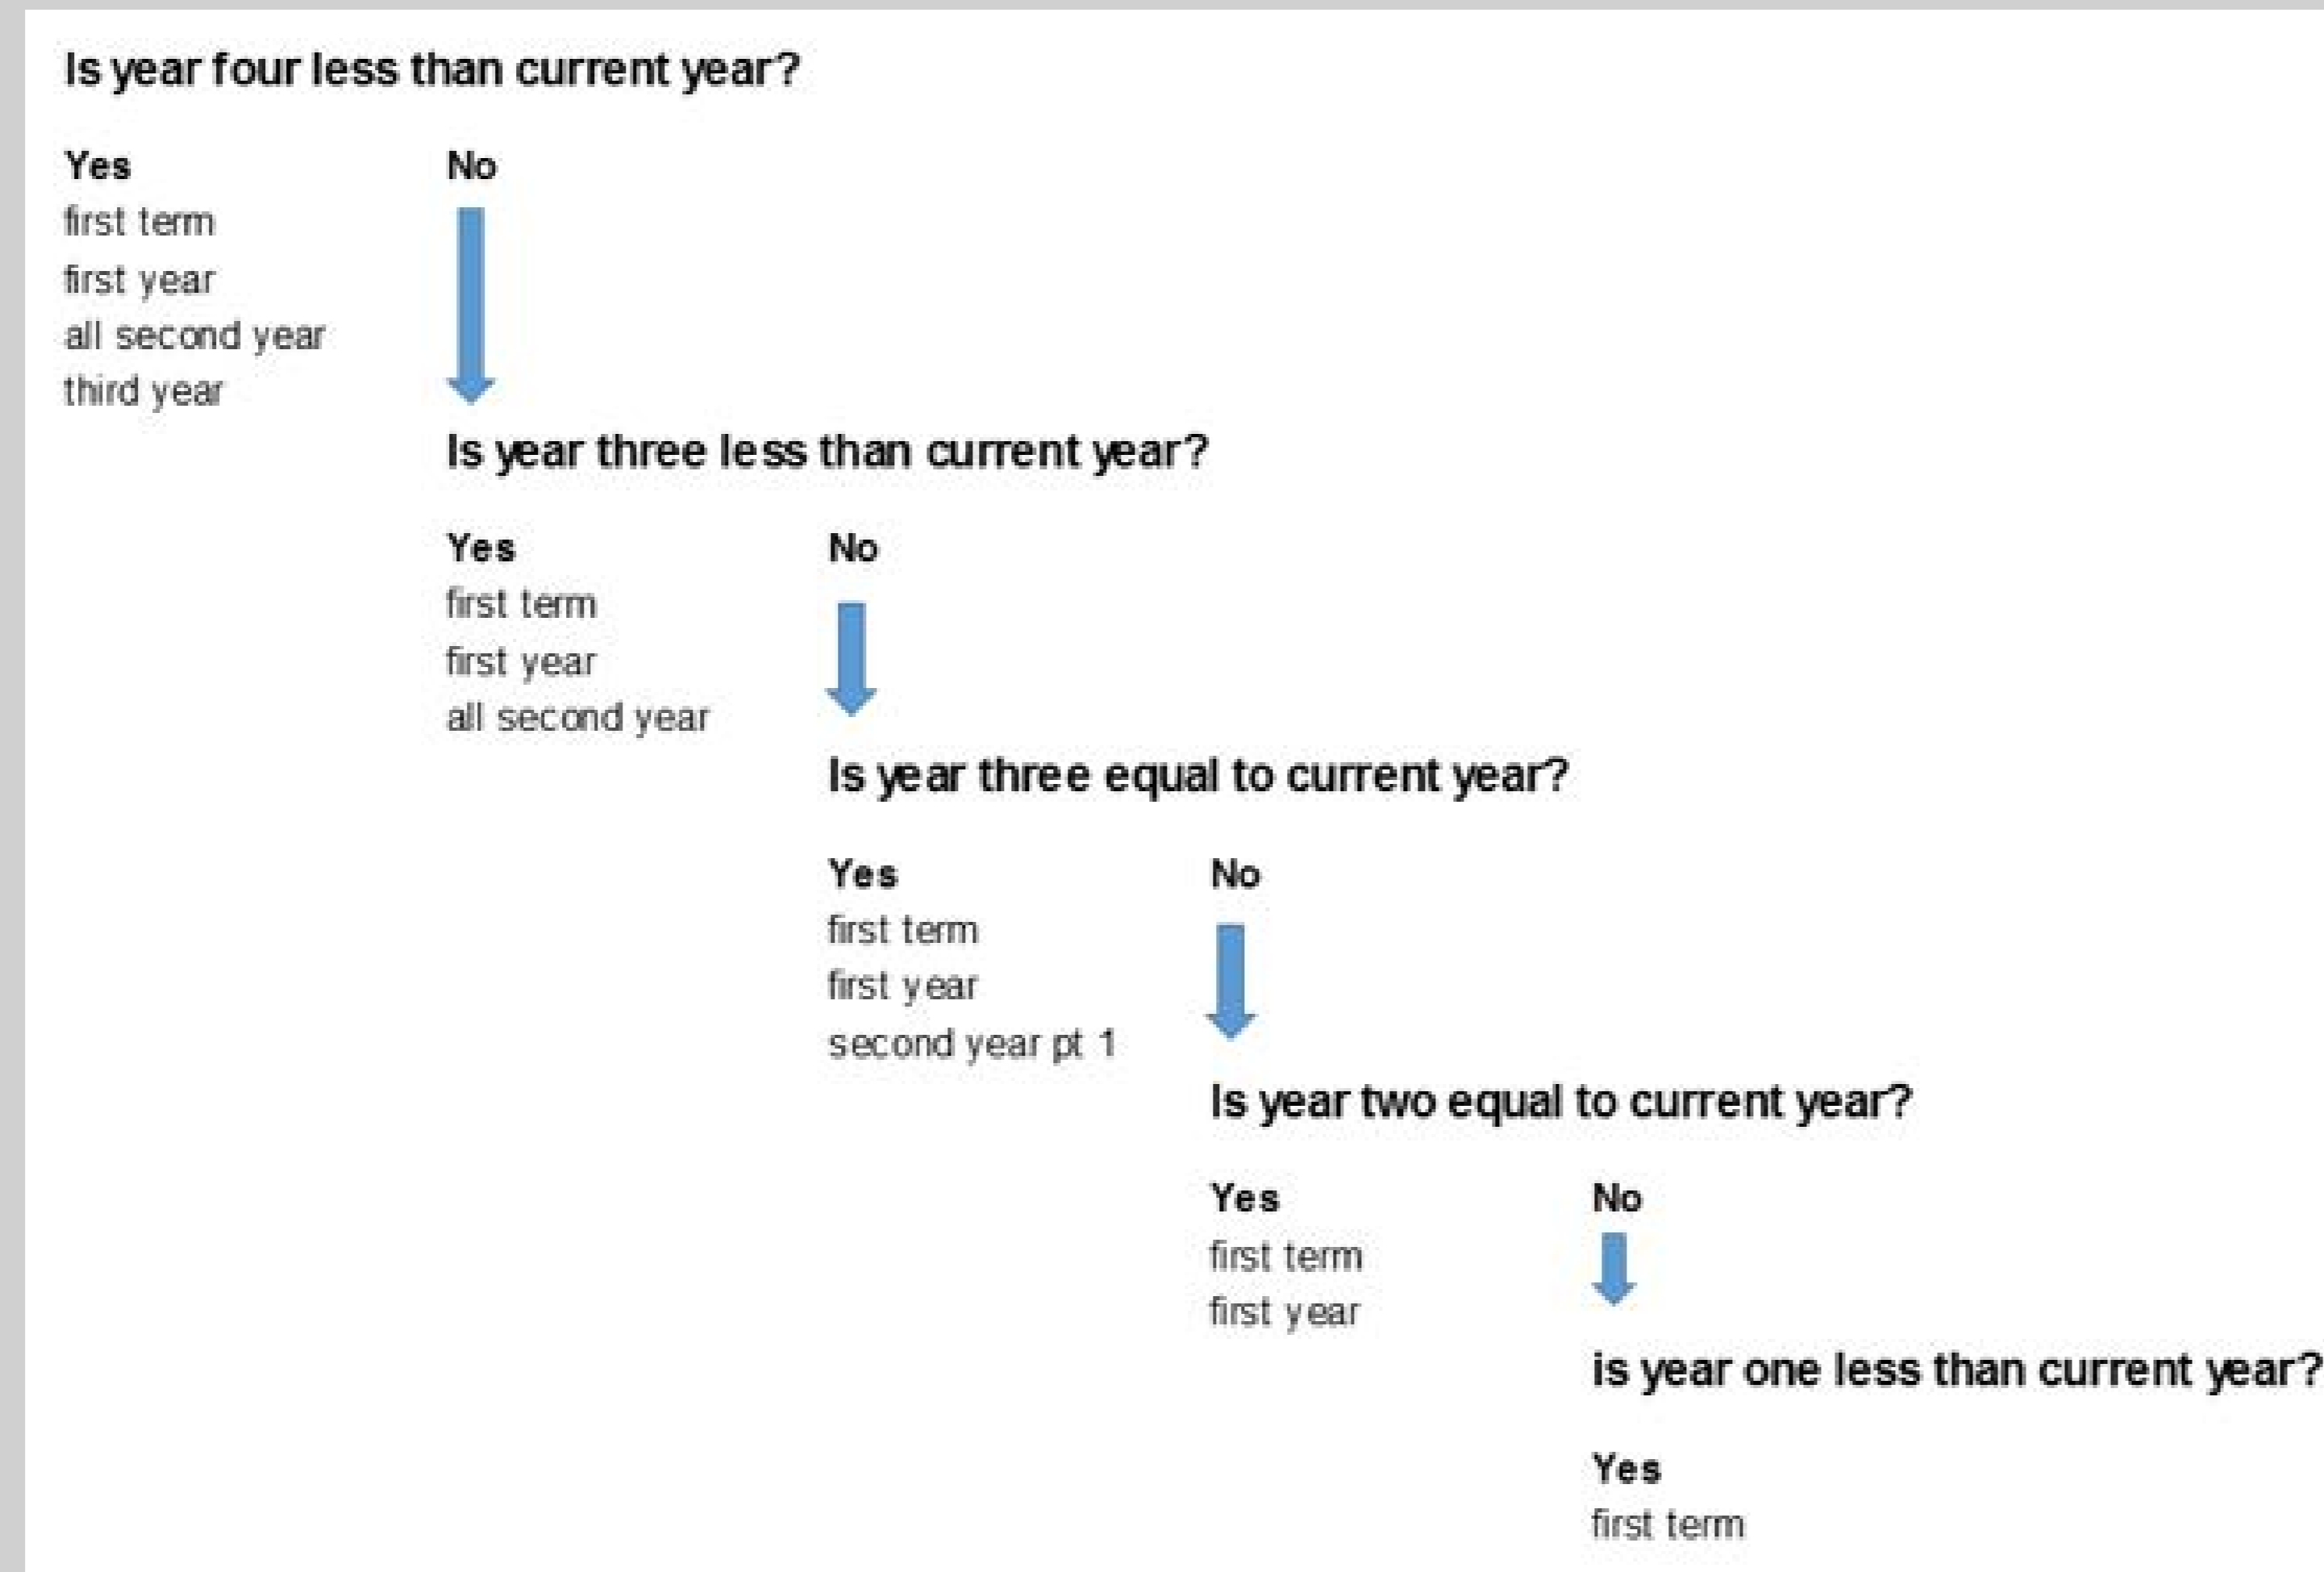 Is year four less than current year?
Yes
No
first term
first year
all second year
third year
Is year three less than current year?
Yes
No
first term
first year
all second year
Is year three equal to current year?
Yes
No
first term
first year
second year pt 1
Is year two equal to current year?
Yes
No
first term
first year
is year one less than current year?
Yes
first term